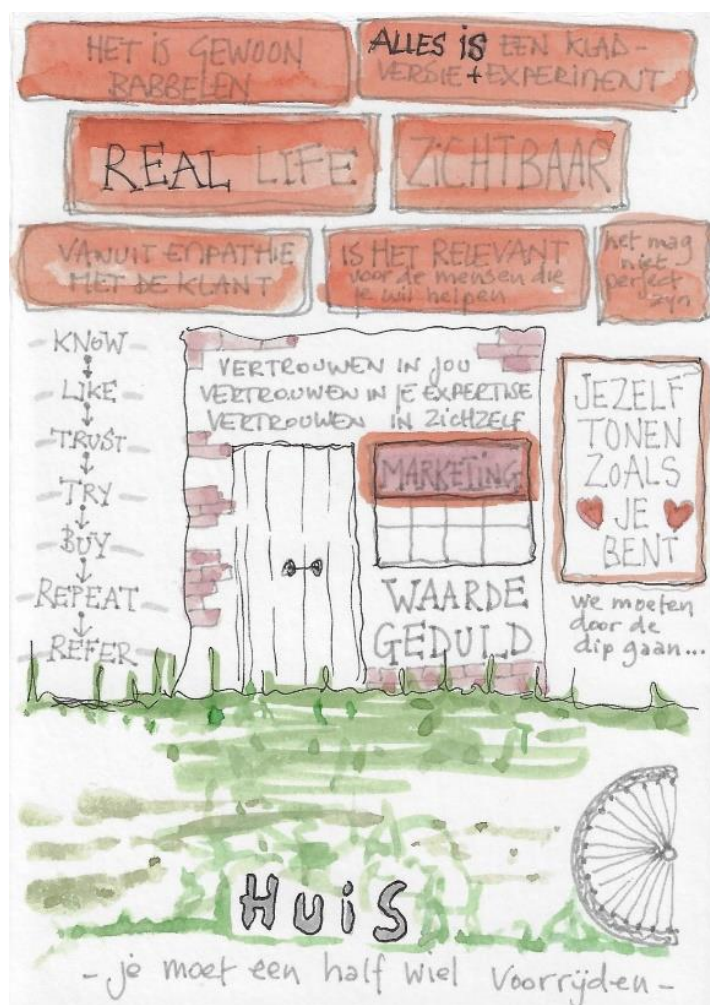 HET IS GEWOON
BABBELEN
ALLES IS EEN KLAD-
VERSIE + EXPERIMENT
REAL LIFE
ZICHTBAAR
VANUIT EMPATHIE
MET DE KLANT
IS HET RELEVANT
voor de mensen die
je wil helpen
het mag
niet
perfect
zijn
KNOW
LIKE
TRUST
TRY
BUY
REPEAT
REFER
VERTROUWEN IN JOU
VERTROUWEN IN JE EXPERTISE
VERTROUWEN IN ZICHZELF
MARKETING
WAARDE
GEDULD
JEZELF
TONEN
ZOALS
JE
BENT
we moeten
door de
dip gaan...
HUIS
- je moet een half wiel voorrijden -